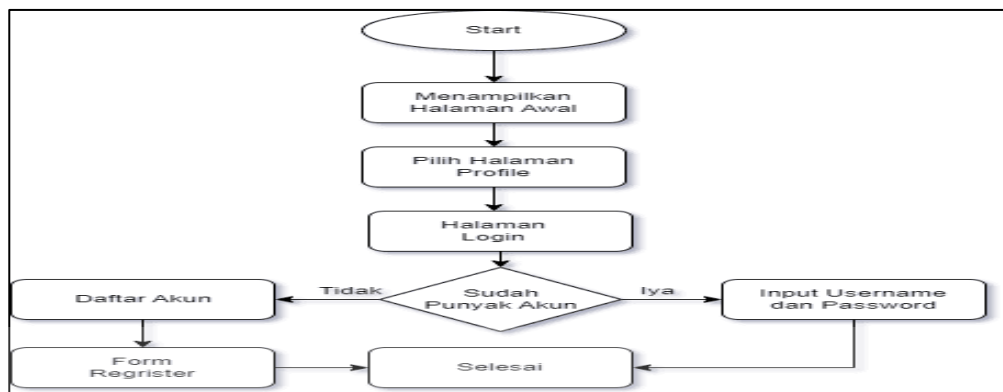 Start
Menampilkan
Halaman Awal
Pilih Halaman
Profile
Halaman
Login
Tidak
Sudah
Punyak Akun
Iya
Daftar Akun
Input Username
dan Password
Form
Regrister
Selesai